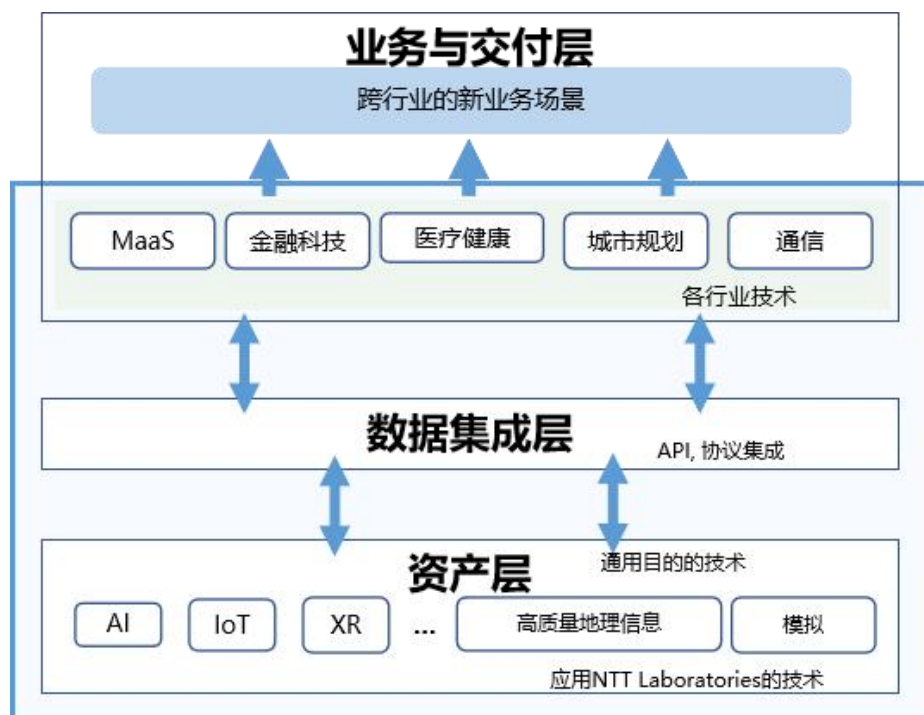 业务与交付层
跨行业的新业务场景
MaaS
金融科技
医疗健康
城市规划
通信
各行业技术
数据集成层
API, 协议集成
资产层
通用目的的技术
AI
IoT
XR
...
高质量地理信息
模拟
应用NTT Laboratories的技术